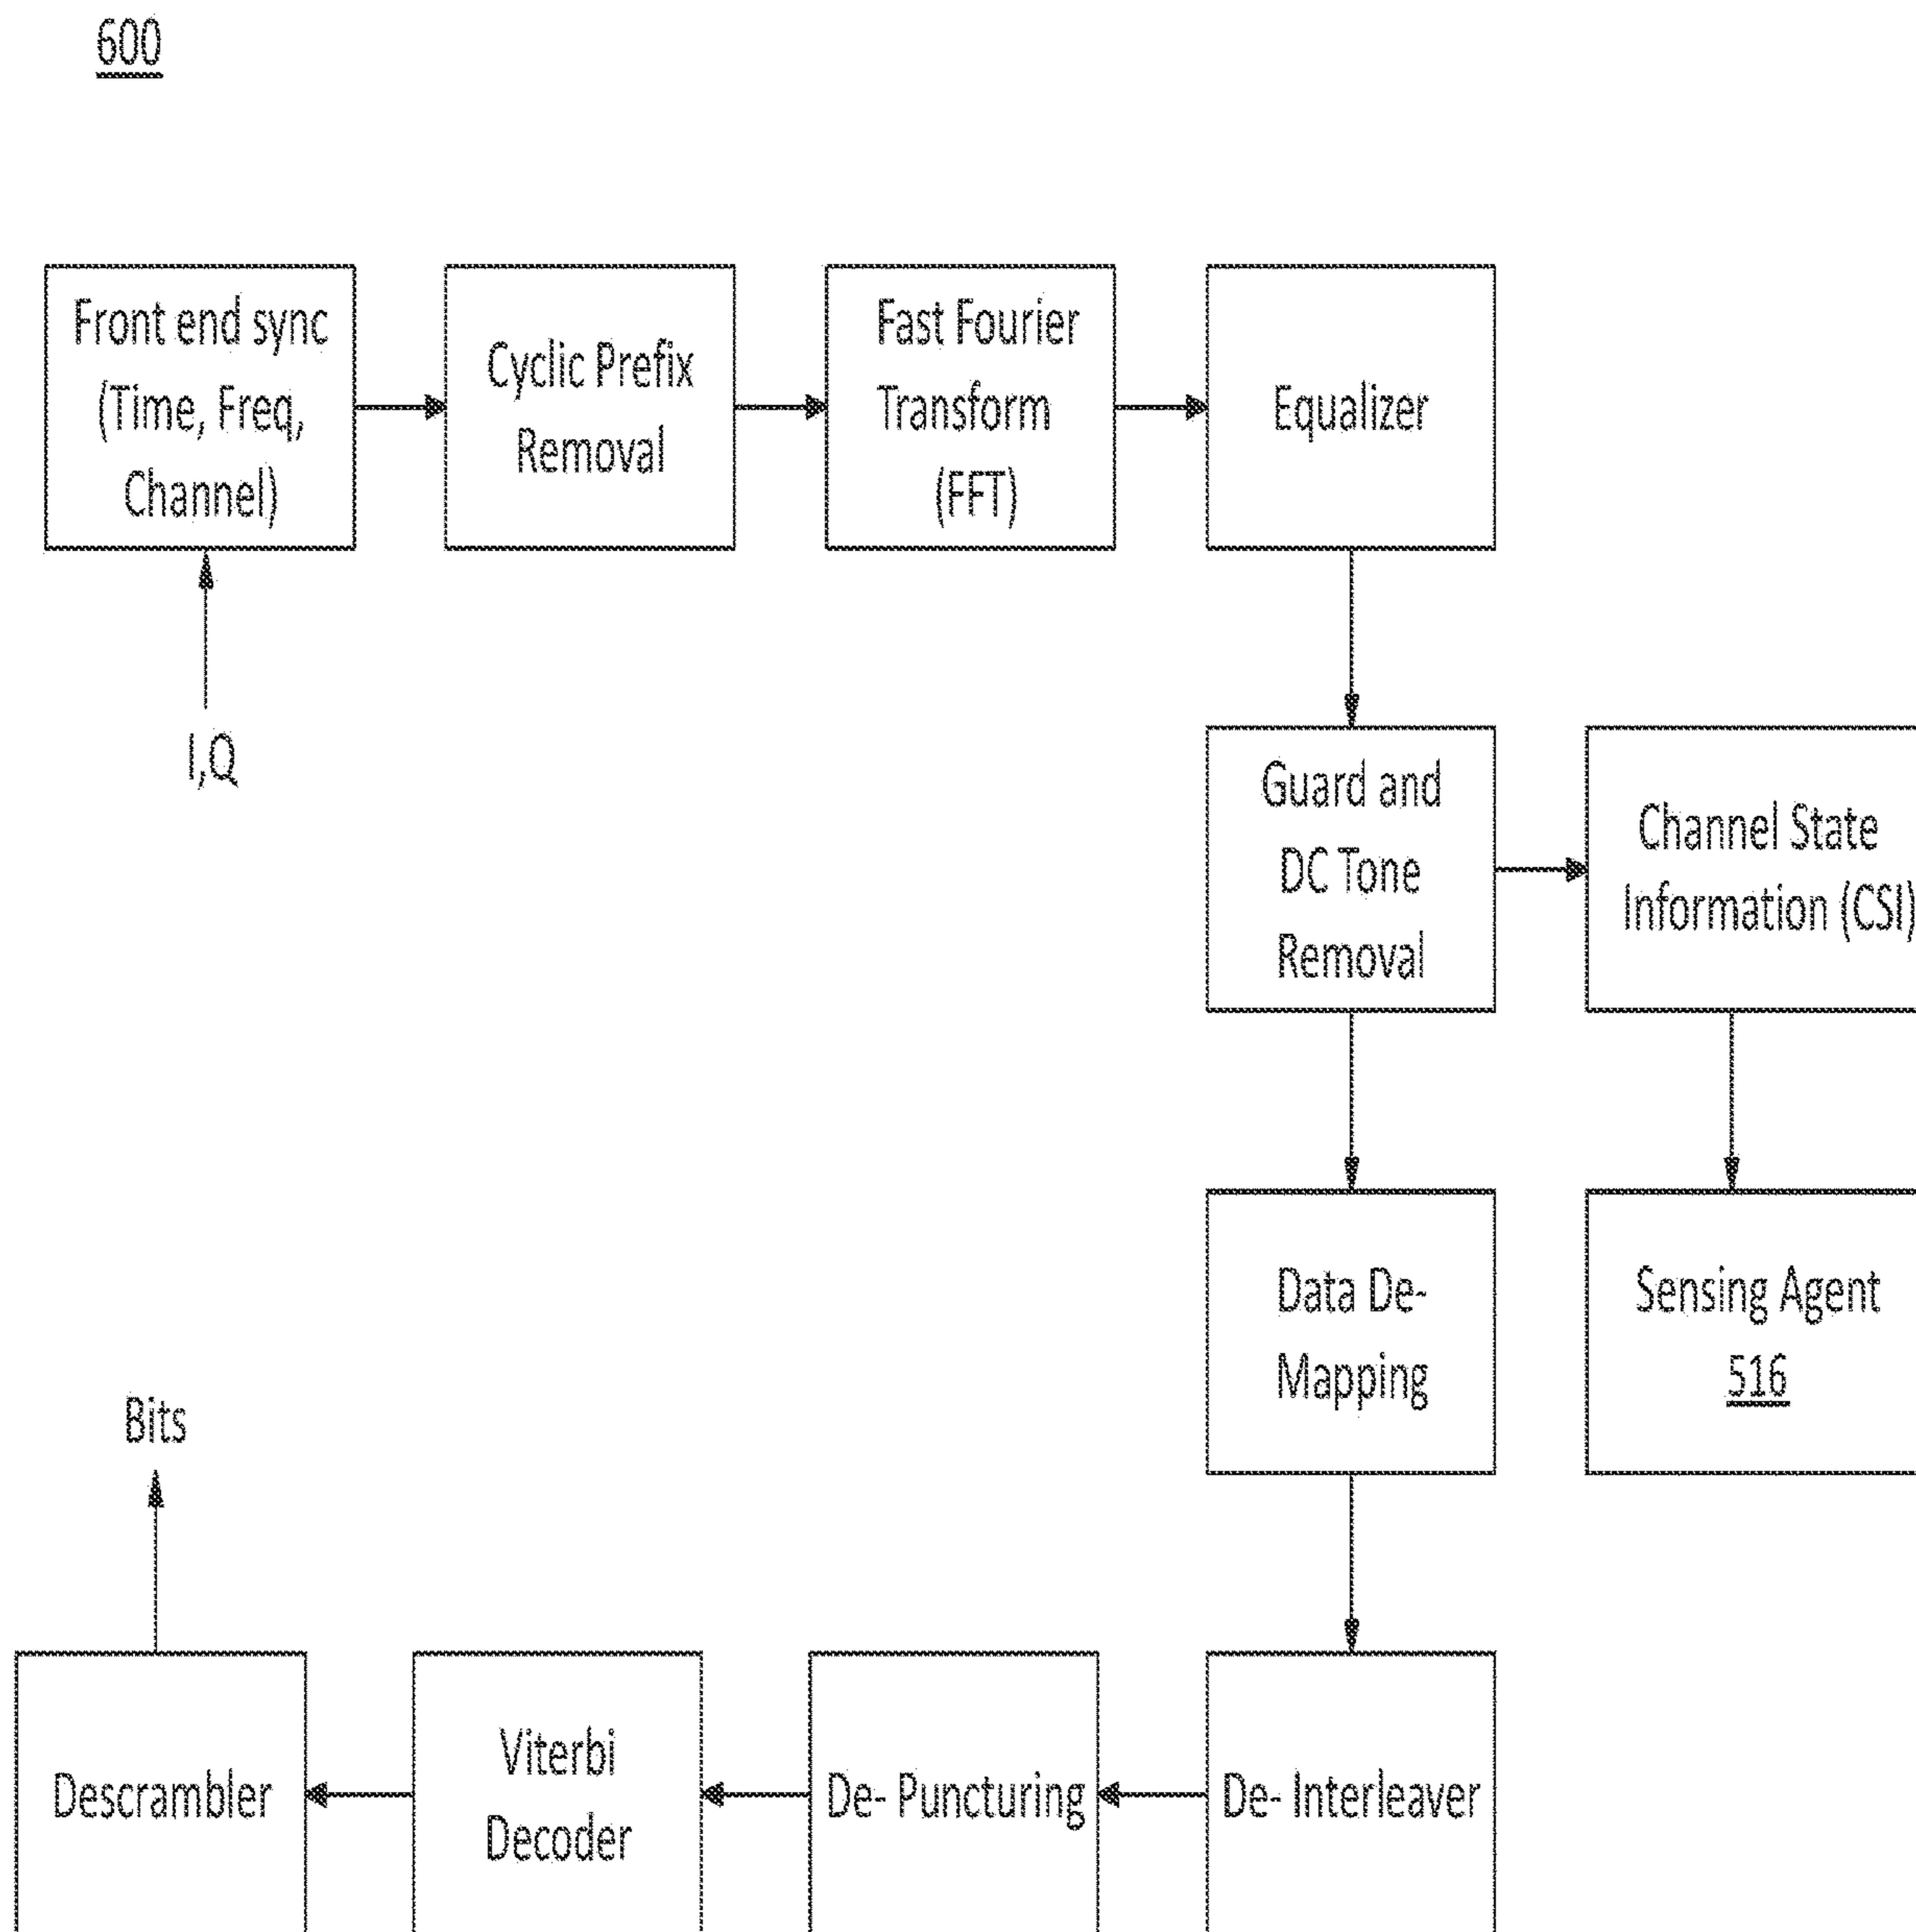 600
Front end sync
(Time, Freq,
Channel)
Cyclic Prefix
Removal
Fast Fourier
Transform
(FFT)
Equalizer
I,Q
Guard and
DC Tone
Removal
Channel State
Information (CSI)
Data De-
Mapping
Sensing Agent
516
Bits
Descrambler
Viterbi
Decoder
De- Puncturing
De- Interleaver